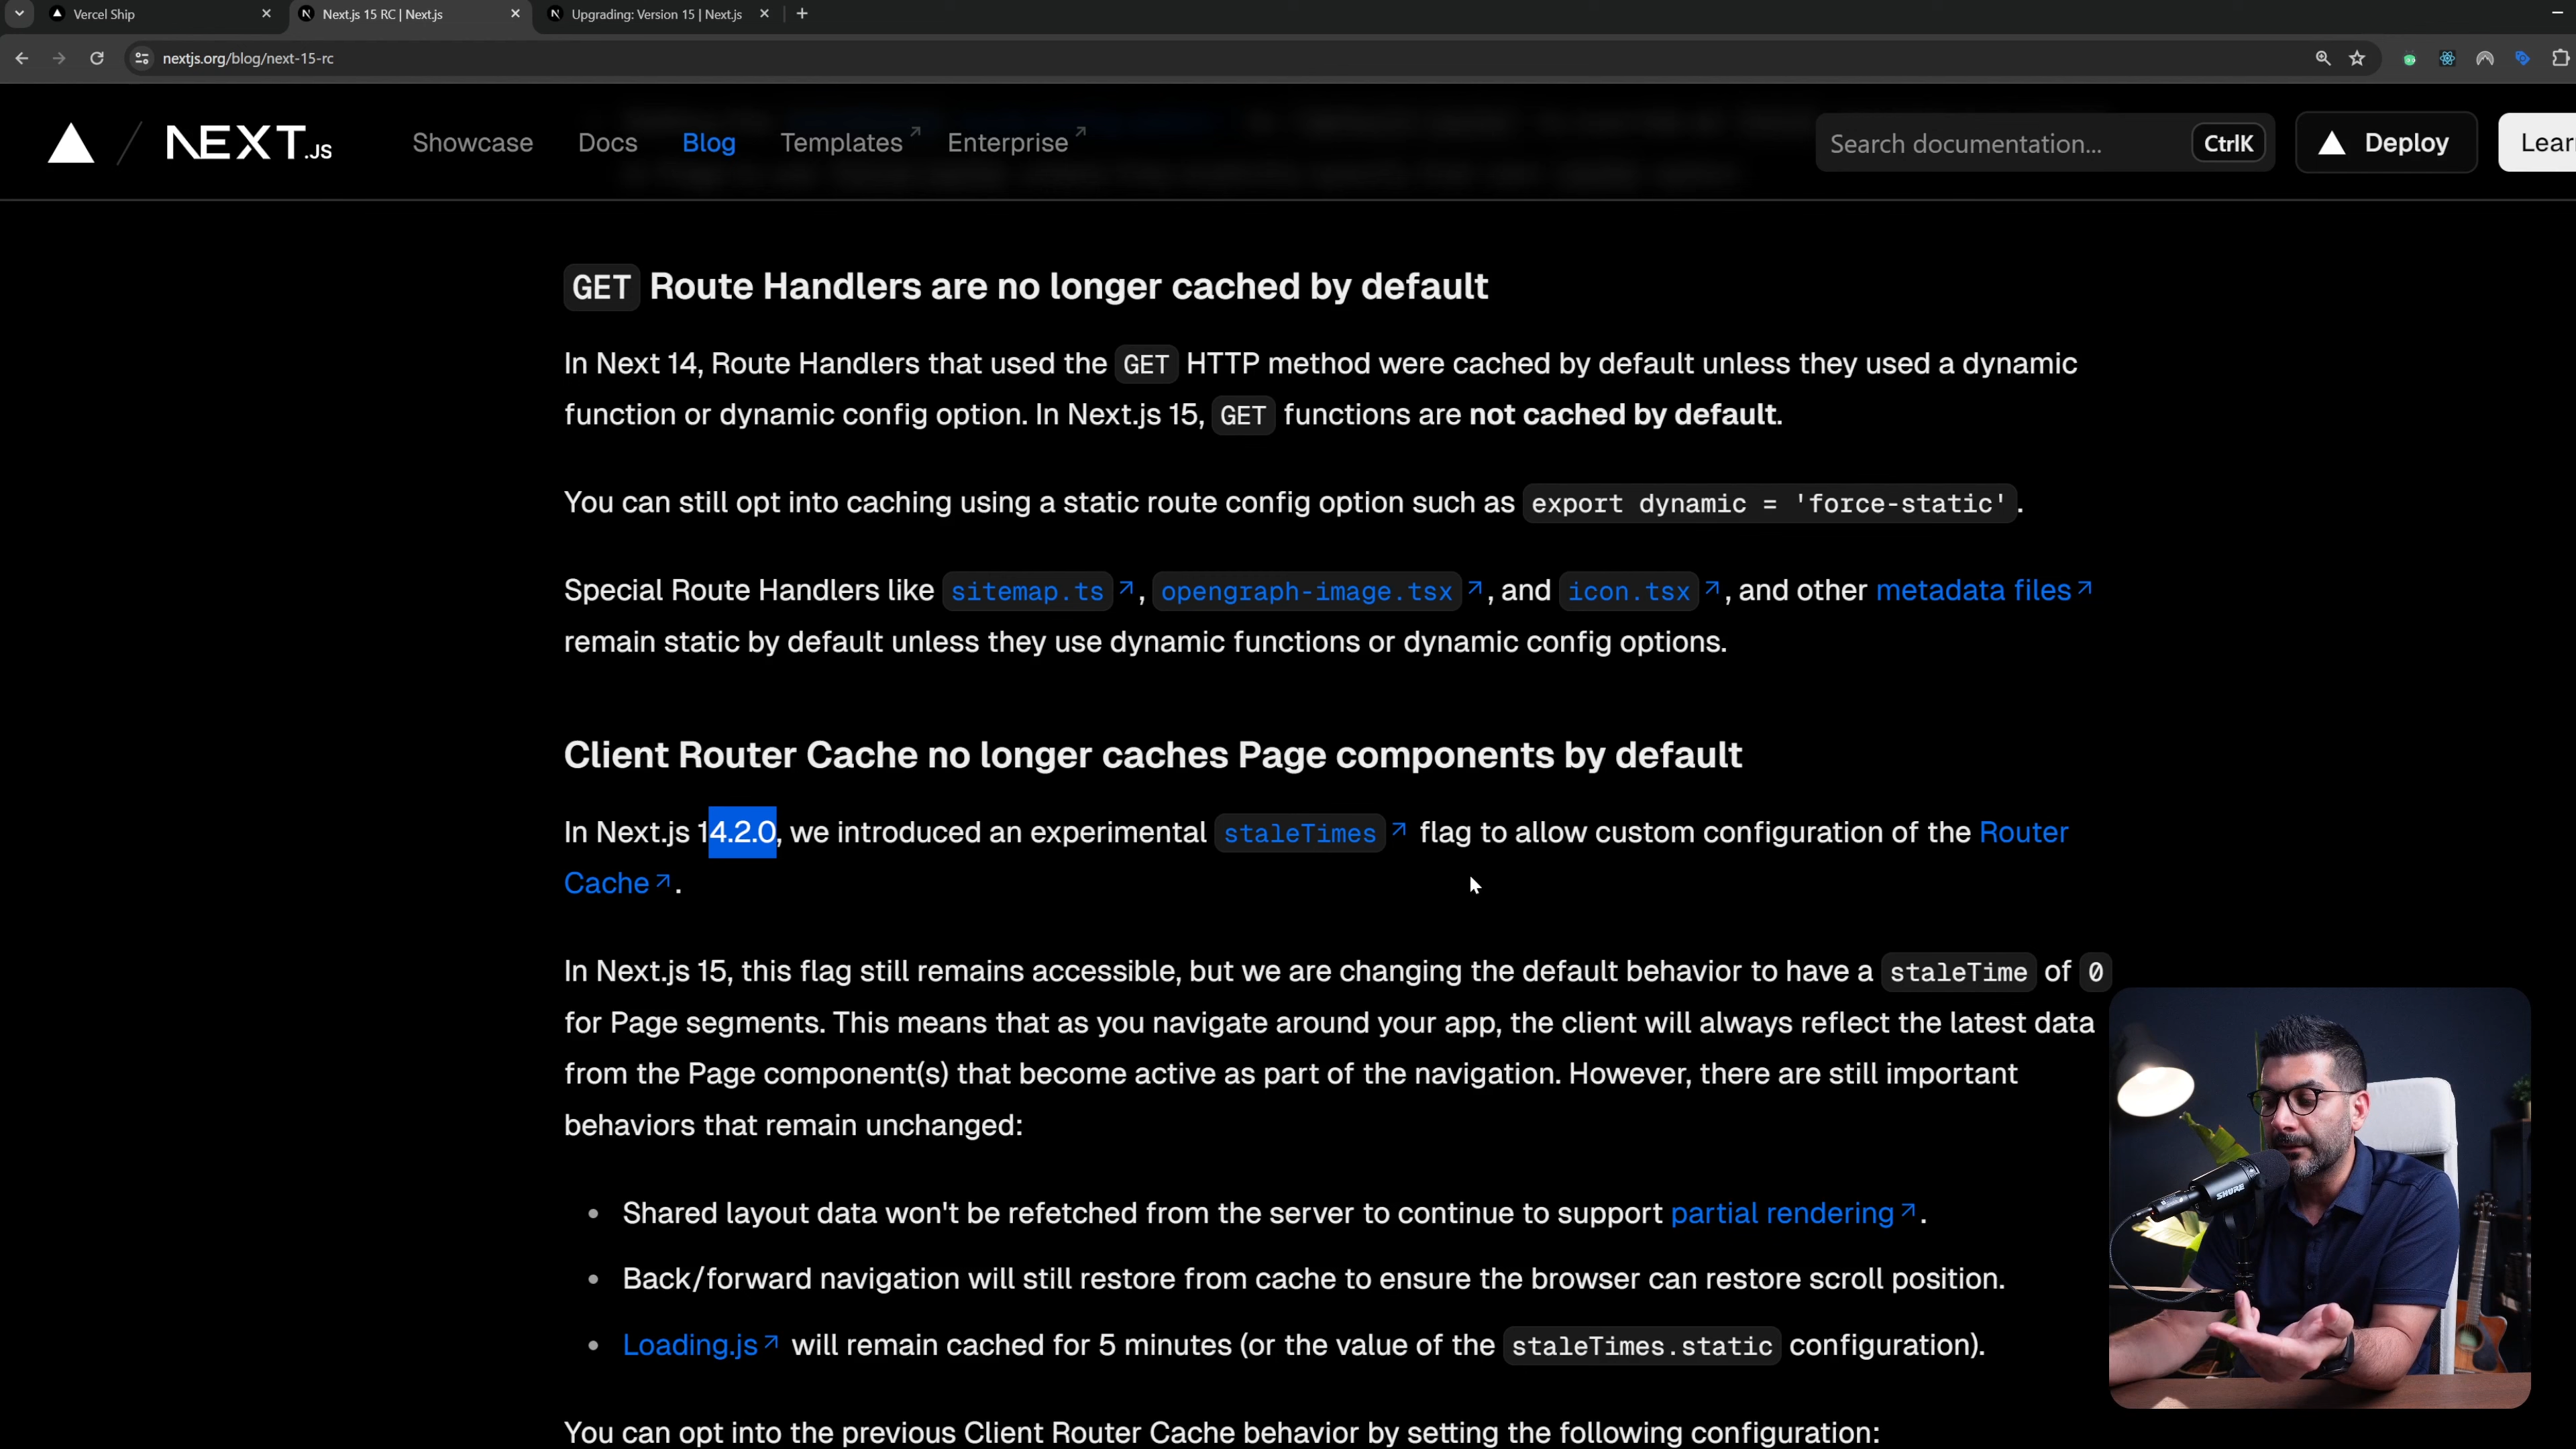 Vercel Ship
Next.js 15 RC | Next.js
Upgrading: Version 15 | Next.js
nextjs.org/blog/next-15-rc
NEXT.JS
Showcase
Docs
Blog
Templates
Enterprise
Search documentation...
CtrlK
Deploy
Lear
GET Route Handlers are no longer cached by default
In Next 14, Route Handlers that used the GET HTTP method were cached by default unless they used a dynamic
function or dynamic config option. In Next.js 15, GET functions are not cached by default.
You can still opt into caching using a static route config option such as export dynamic = 'force-static'.
Special Route Handlers like sitemap.ts, opengraph-image.tsx, and icon.tsx, and other metadata files
remain static by default unless they use dynamic functions or dynamic config options.
Client Router Cache no longer caches Page components by default
In Next.js 14.2.0, we introduced an experimental staleTimes flag to allow custom configuration of the Router
Cache.
In Next.js 15, this flag still remains accessible, but we are changing the default behavior to have a staleTime of 0
for Page segments. This means that as you navigate around your app, the client will always reflect the latest data
from the Page component(s) that become active as part of the navigation. However, there are still important
behaviors that remain unchanged:
• Shared layout data won't be refetched from the server to continue to support partial rendering.
• Back/forward navigation will still restore from cache to ensure the browser can restore scroll position.
• Loading.js will remain cached for 5 minutes (or the value of the staleTimes.static configuration).
SHURE
You can opt into the previous Client Router Cache behavior by setting the following configuration: